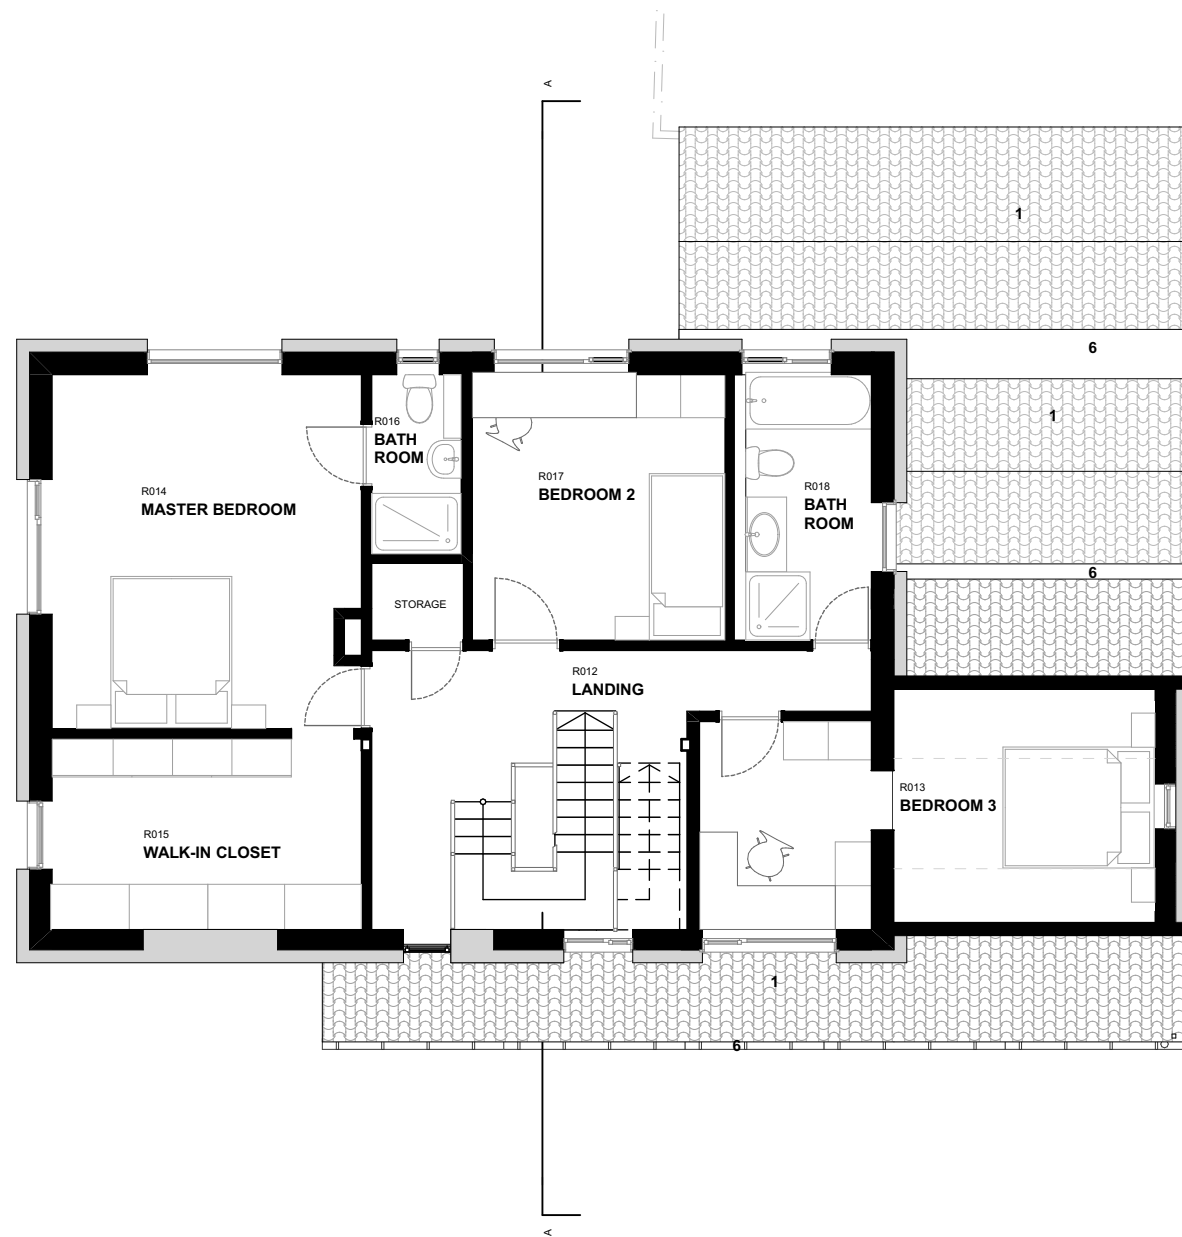 A
1
6
1
R016
BATH
ROOM
R014
MASTER BEDROOM
R017
BEDROOM 2
R018
BATH
ROOM
6
STORAGE
R012
LANDING
R013
BEDROOM 3
R015
WALK-IN CLOSET
1
6
A